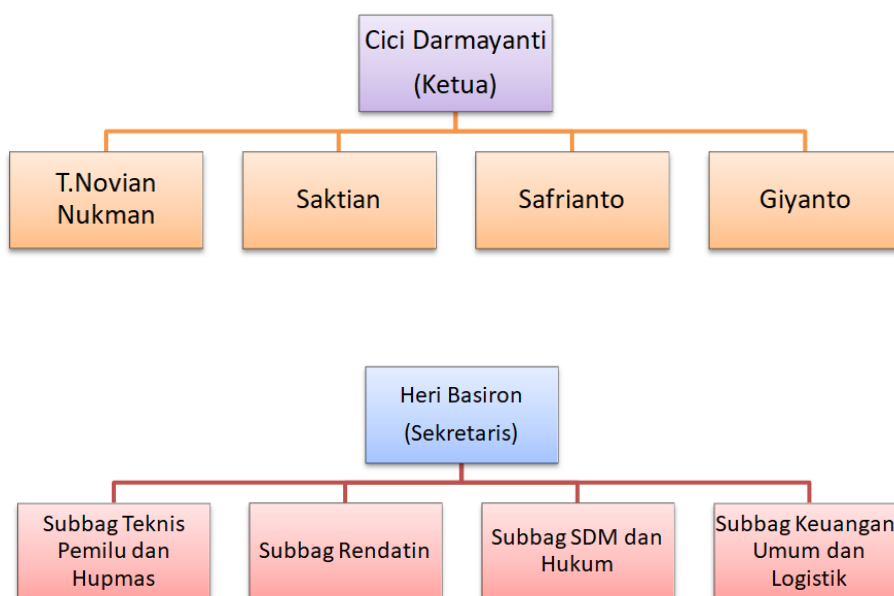 Cici Darmayanti
(Ketua)
T.Novian
Nukman
Saktian
Safrianto
Giyanto
Heri Basiron
(Sekretaris)
Subbag Teknis
Pemilu dan
Hupmas
Subbag Rendatin
Subbag SDM dan
Hukum
Subbag Keuangan
Umum dan
Logistik